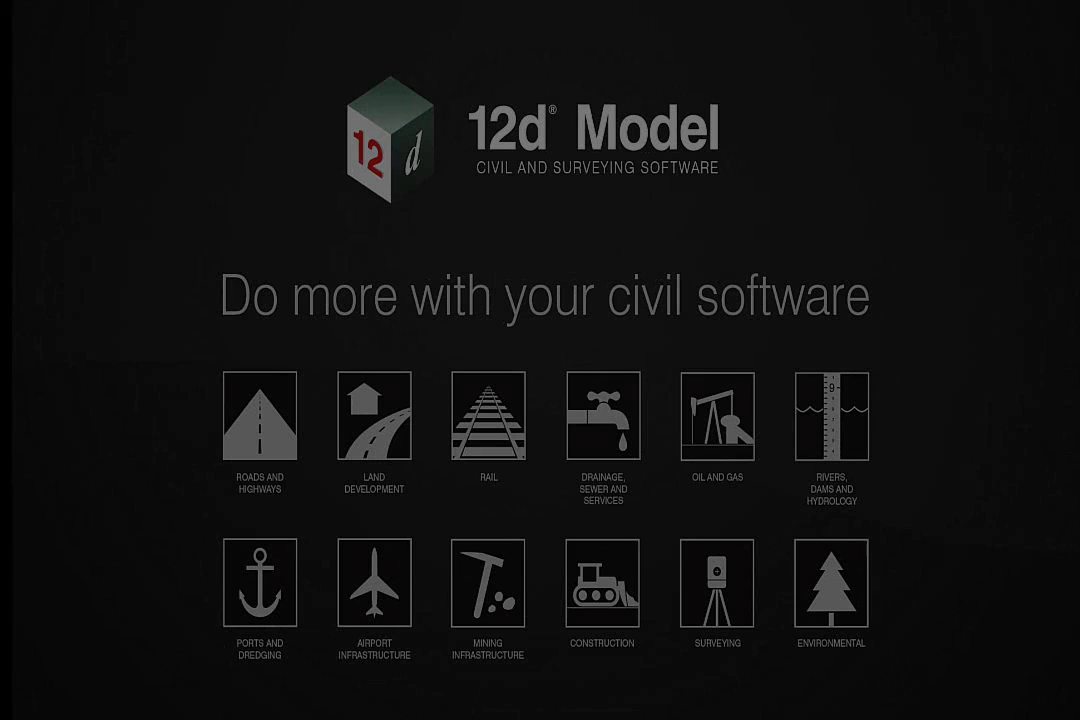 12 d
12d® Model
CIVIL AND SURVEYING SOFTWARE
Do more with your civil software
9
ROADS AND
HIGHWAYS
LAND
DEVELOPMENT
RAIL
DRAINAGE,
SEWER AND
SERVICES
OIL AND GAS
RIVERS,
DAMS AND
HYDROLOGY
PORTS AND
DREDGING
AIRPORT
INFRASTRUCTURE
MINING
INFRASTRUCTURE
CONSTRUCTION
SURVEYING
ENVIRONMENTAL